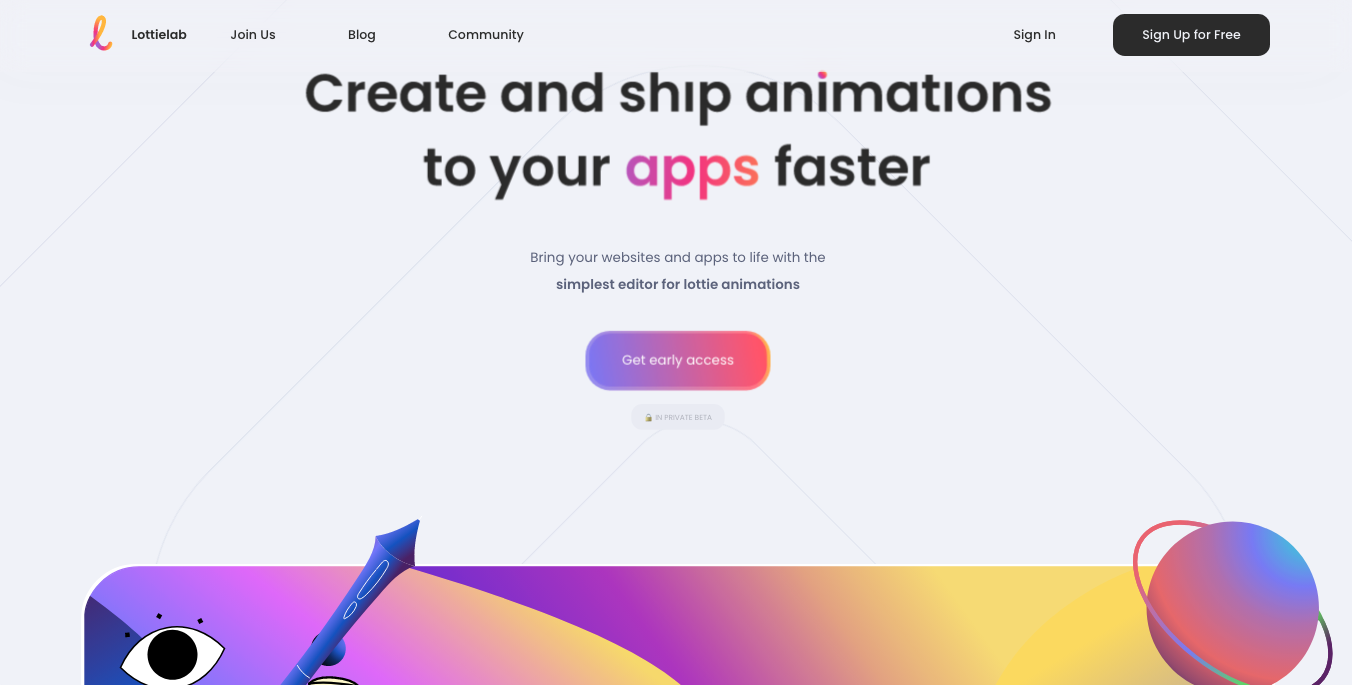 Lottielab
Join Us
Blog
Community
Sign In
Sign Up for Free
Create and ship animations
to your apps faster
Bring your websites and apps to life with the
simplest editor for lottie animations
Get early access
🔒 IN PRIVATE BETA